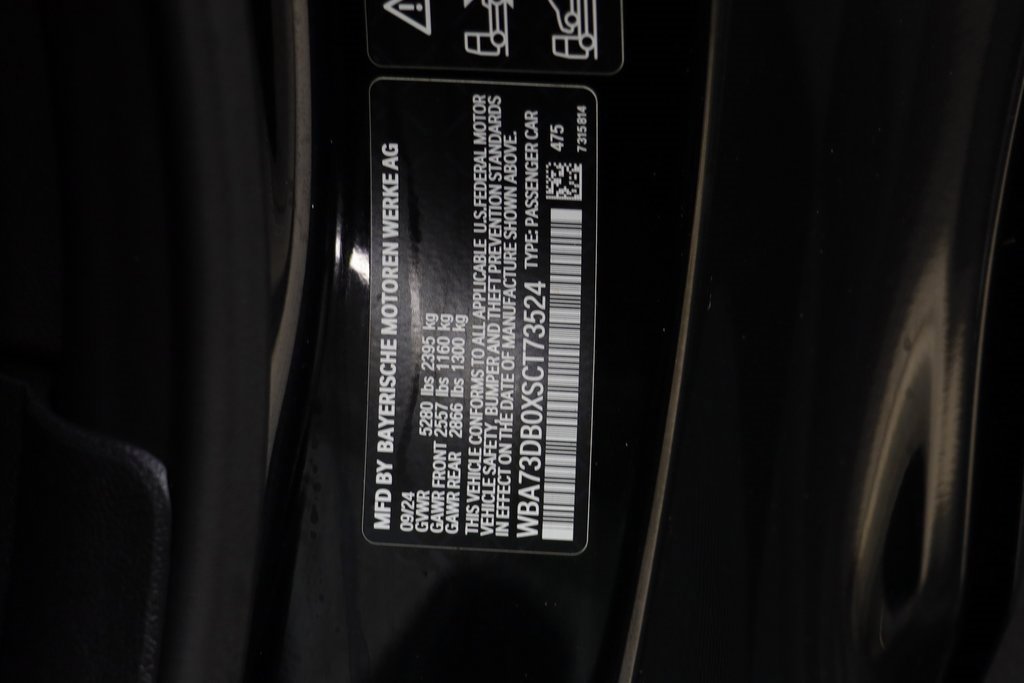 MFD BY BAYERISCHE MOTOREN WERKE AG
09/24
GVWR 5280 lbs 2395 kg
GAWR FRONT 2557 lbs 1160 kg
GAWR REAR 2866 lbs 1300 kg
THIS VEHICLE CONFORMS TO ALL APPLICABLE U.S.FEDERAL MOTOR
VEHICLE SAFETY, BUMPER AND THEFT PREVENTION STANDARDS
IN EFFECT ON THE DATE OF MANUFACTURE SHOWN ABOVE.
WBA73DB0XSCT73524 TYPE: PASSENGER CAR
475
7315814